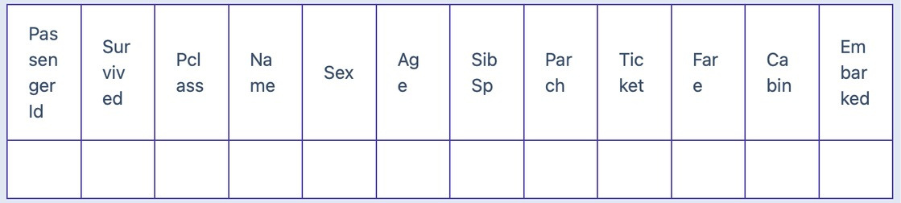 Pas
sen
ger
Id
Sur
viv
ed
Pcl
ass
Na
me
Sex
Ag
e
Sib
Sp
Par
ch
Tic
ket
Far
e
Ca
bin
Em
bar
ked